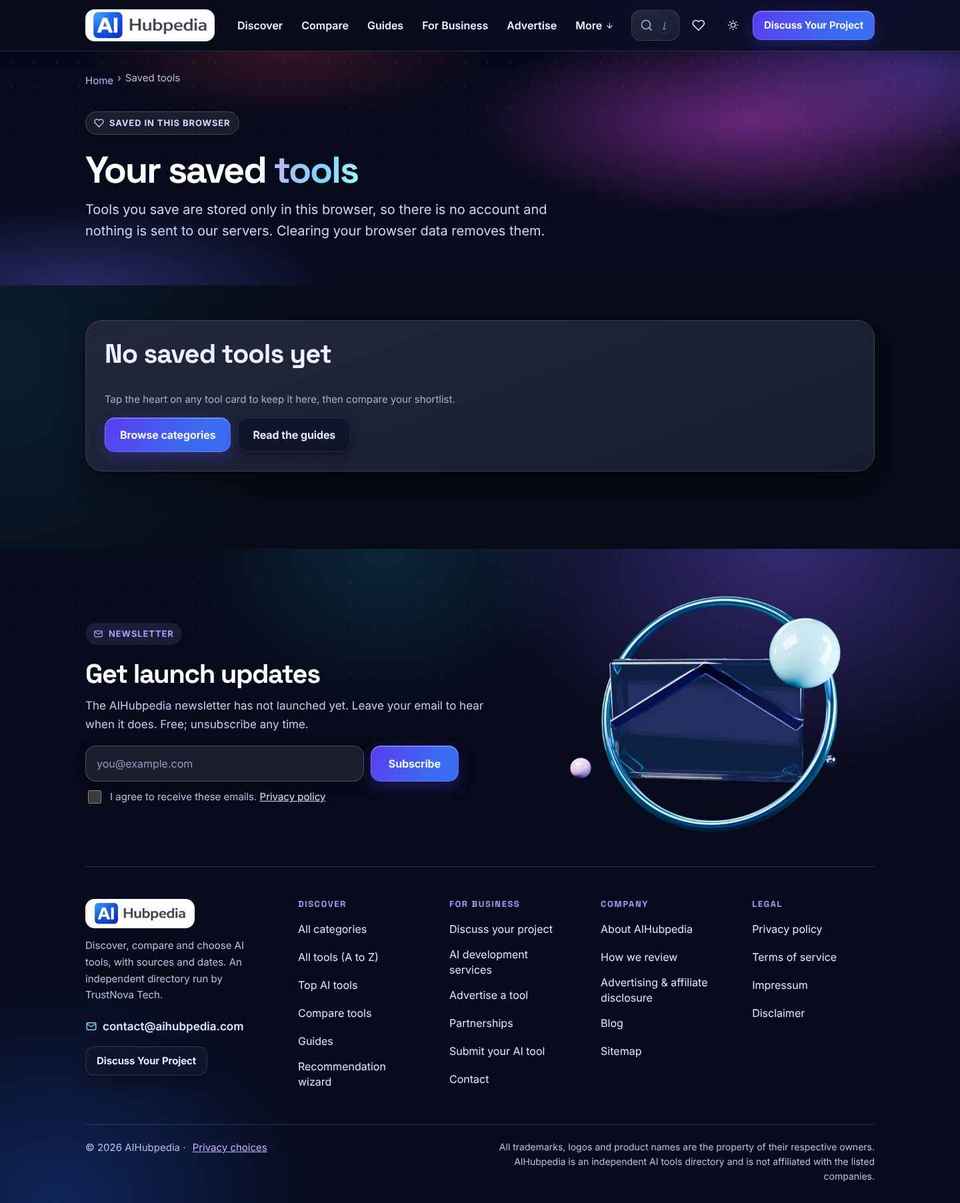 AI Hubpedia
Discover
Compare
Guides
For Business
Advertise
More
/
Discuss Your Project
Home › Saved tools
SAVED IN THIS BROWSER
Your saved tools
Tools you save are stored only in this browser, so there is no account and
nothing is sent to our servers. Clearing your browser data removes them.
No saved tools yet
Tap the heart on any tool card to keep it here, then compare your shortlist.
Browse categories
Read the guides
NEWSLETTER
Get launch updates
The AIHubpedia newsletter has not launched yet. Leave your email to hear
when it does. Free; unsubscribe any time.
you@example.com
Subscribe
I agree to receive these emails. Privacy policy
AI Hubpedia
Discover, compare and choose AI
tools, with sources and dates. An
independent directory run by
TrustNova Tech.
contact@aihubpedia.com
Discuss Your Project
DISCOVER
All categories
All tools (A to Z)
Top AI tools
Compare tools
Guides
Recommendation
wizard
FOR BUSINESS
Discuss your project
AI development
services
Advertise a tool
Partnerships
Submit your AI tool
Contact
COMPANY
About AIHubpedia
How we review
Advertising & affiliate
disclosure
Blog
Sitemap
LEGAL
Privacy policy
Terms of service
Impressum
Disclaimer
© 2026 AIHubpedia · Privacy choices
All trademarks, logos and product names are the property of their respective owners.
AIHubpedia is an independent AI tools directory and is not affiliated with the listed
companies.